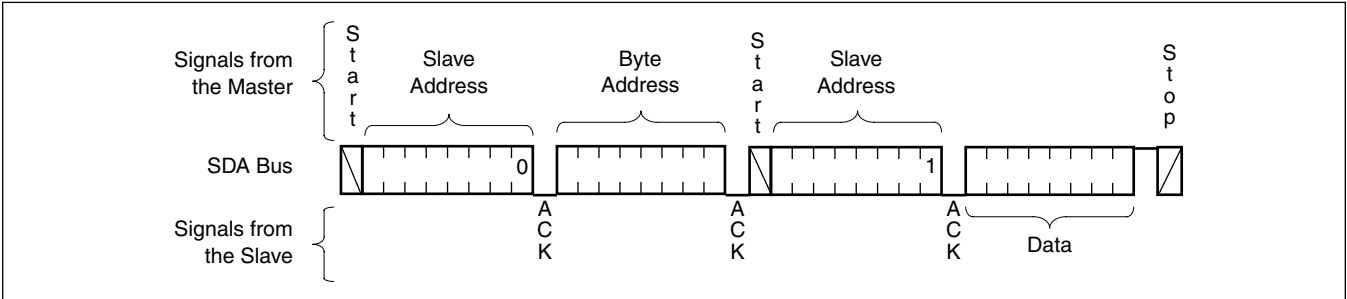 Signals from
the Master
Start
Slave
Address
Byte
Address
Start
Slave
Address
Stop
SDA Bus
0
1
ACK
ACK
ACK
Signals from
the Slave
Data